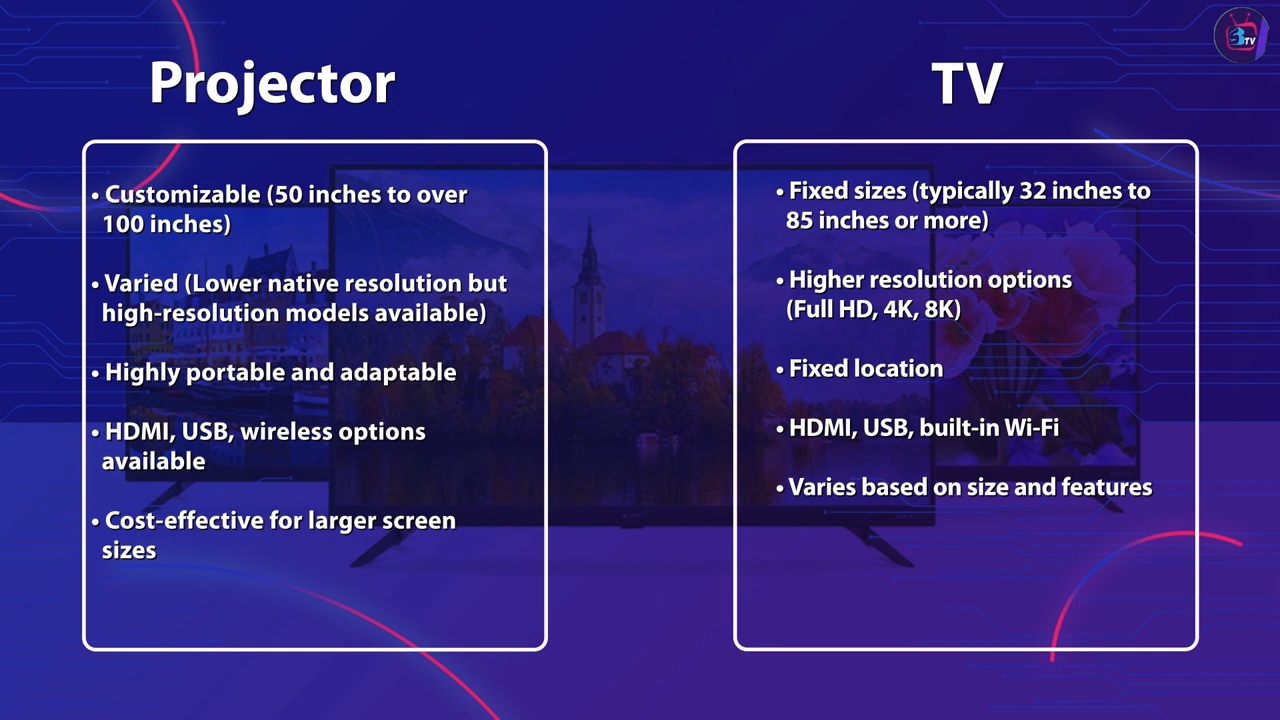 Projector
• Customizable (50 inches to over
100 inches)
• Varied (Lower native resolution but
high-resolution models available)
• Highly portable and adaptable
• HDMI, USB, wireless options
available
• Cost-effective for larger screen
sizes
TV
• Fixed sizes (typically 32 inches to
85 inches or more)
• Higher resolution options
(Full HD, 4K, 8K)
• Fixed location
• HDMI, USB, built-in Wi-Fi
• Varies based on size and features
3TV